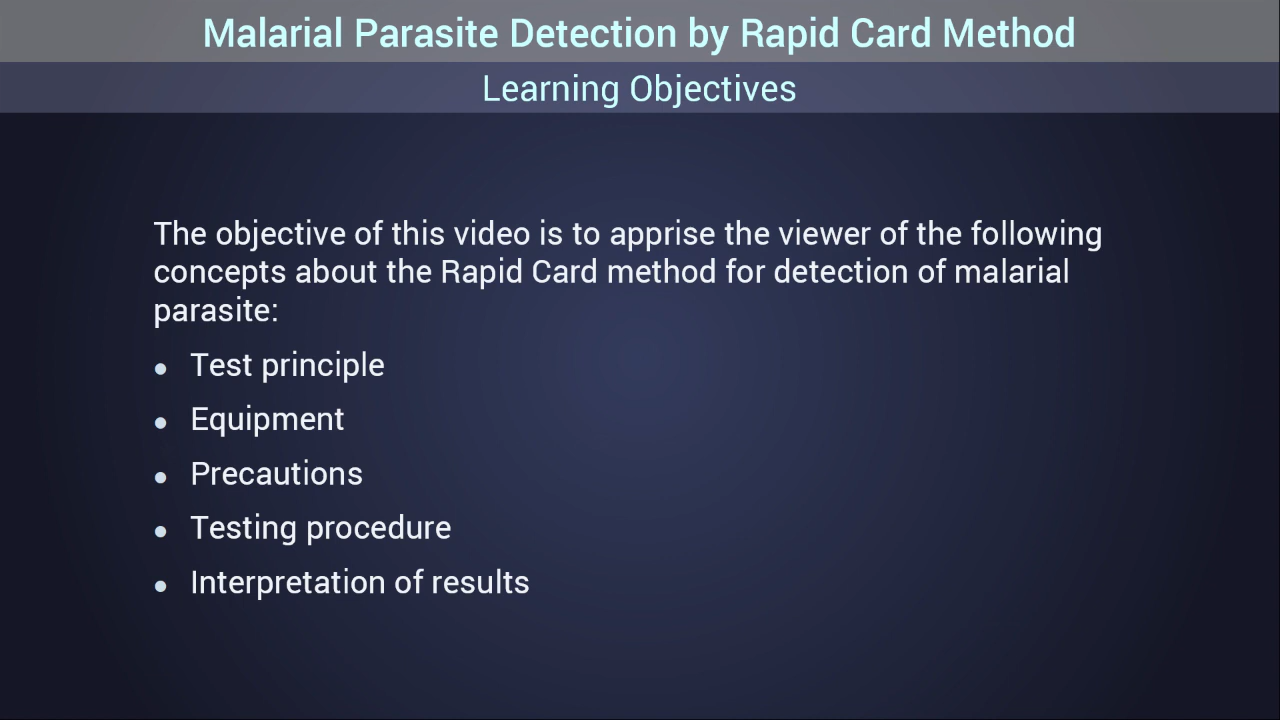 Malarial Parasite Detection by Rapid Card Method
Learning Objectives
The objective of this video is to apprise the viewer of the following
concepts about the Rapid Card method for detection of malarial
parasite:
• Test principle
• Equipment
• Precautions
• Testing procedure
• Interpretation of results